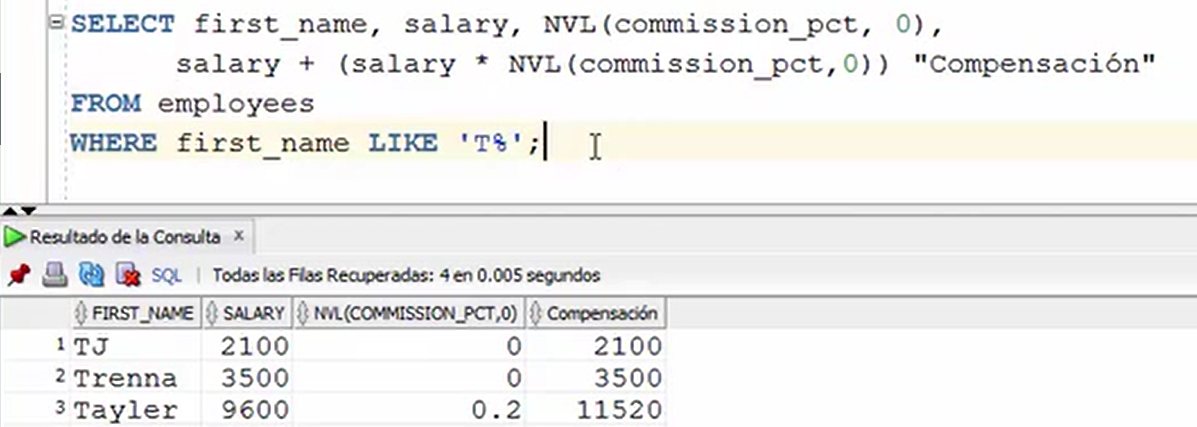 SELECT first_name, salary, NVL(commission_pct, 0),
salary + (salary * NVL(commission_pct,0)) "Compensación"
FROM employees
WHERE first_name LIKE 'T%';
Resultado de la Consulta x
SQL | Todas las Filas Recuperadas: 4 en 0.005 segundos
FIRST_NAME SALARY NVL(COMMISSION_PCT,0) Compensación
1 TJ 2100 0 2100
2 Trenna 3500 0 3500
3 Tayler 9600 0.2 11520